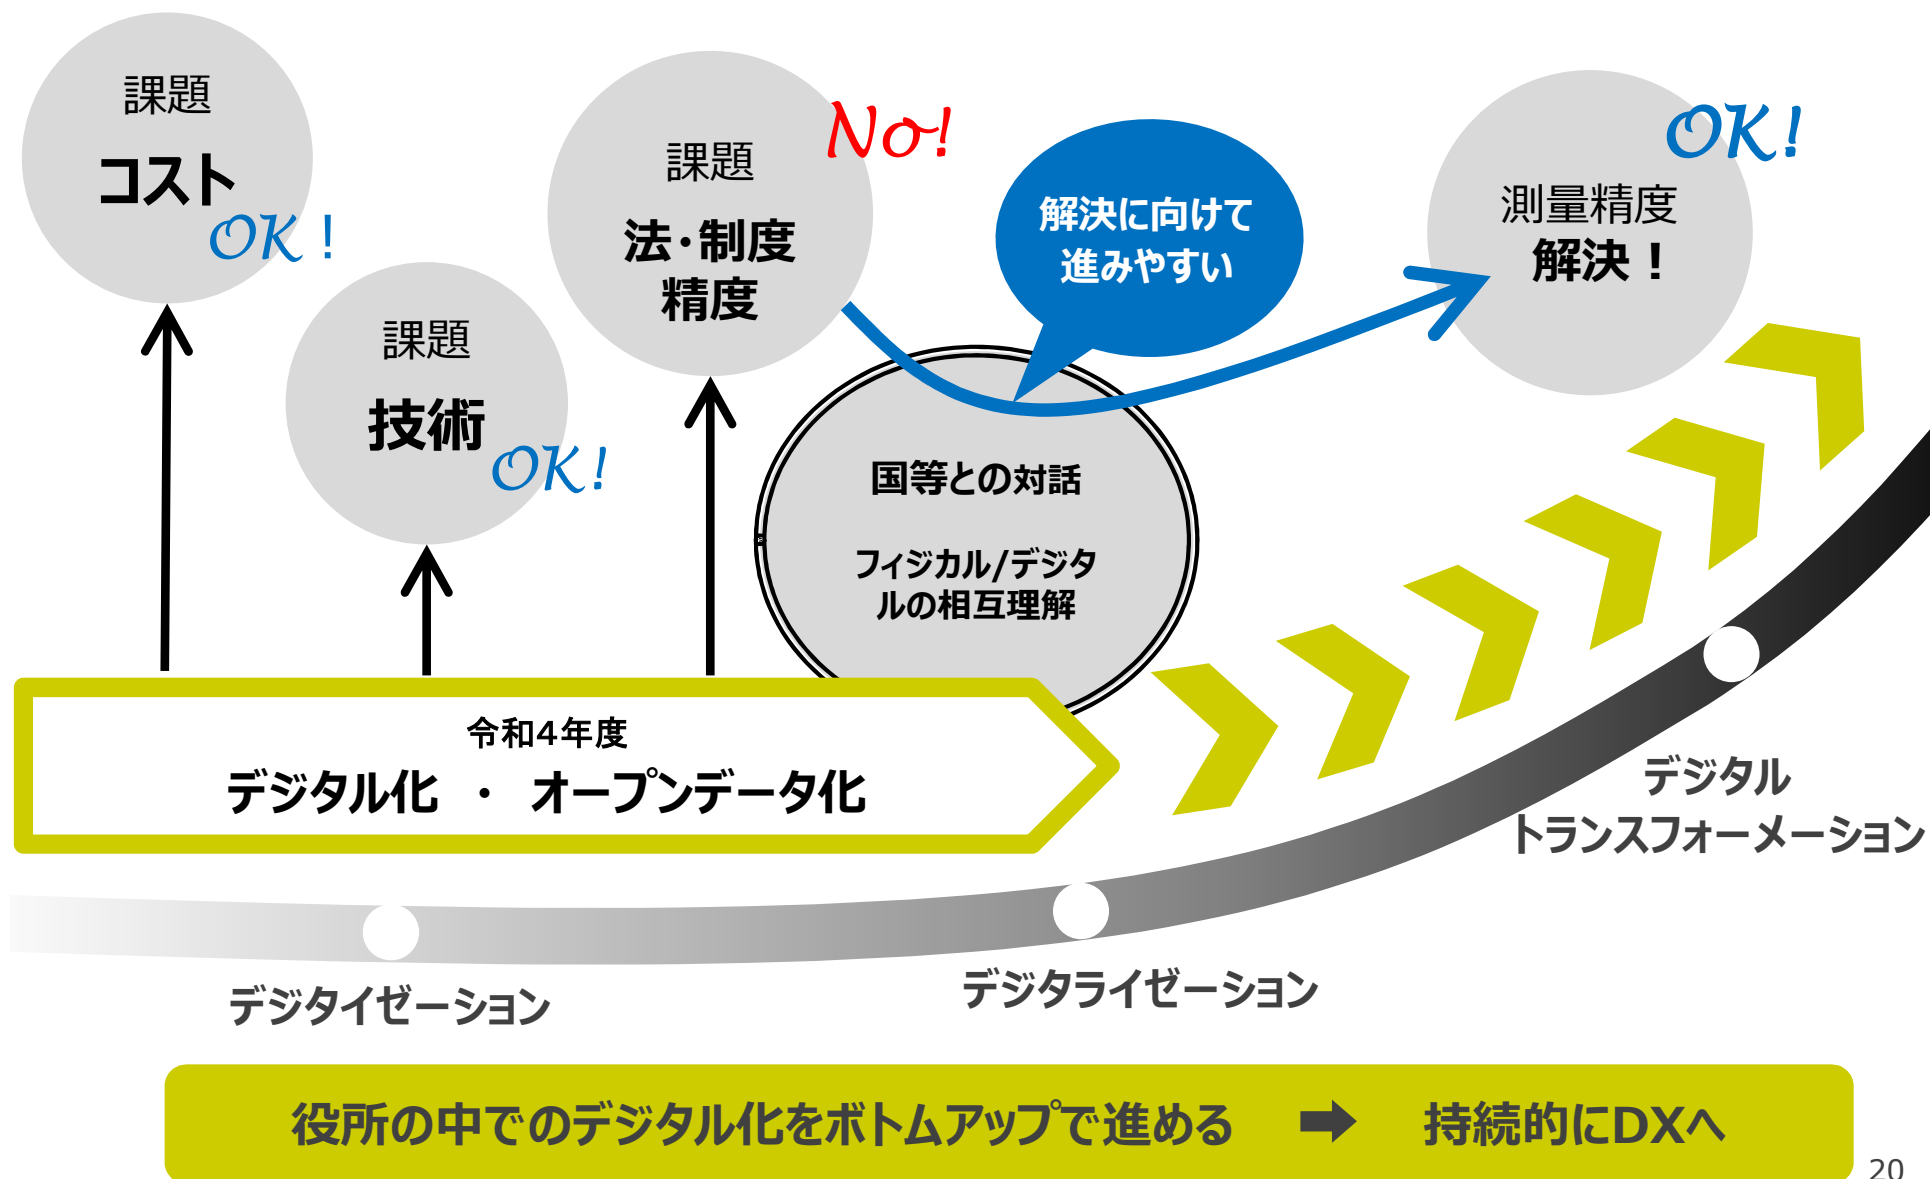 課題
コスト
OK！
課題
技術
OK!
課題
法・制度
精度
No!
解決に向けて
進みやすい
OK!
測量精度
解決！
国等との対話
フィジカル/デジタ
ルの相互理解
令和4年度
デジタル化 ・ オープンデータ化
デジタイゼーション
デジタライゼーション
デジタル
トランスフォーメーション
役所の中でのデジタル化をボトムアップで進める ➡ 持続的にDXへ
20